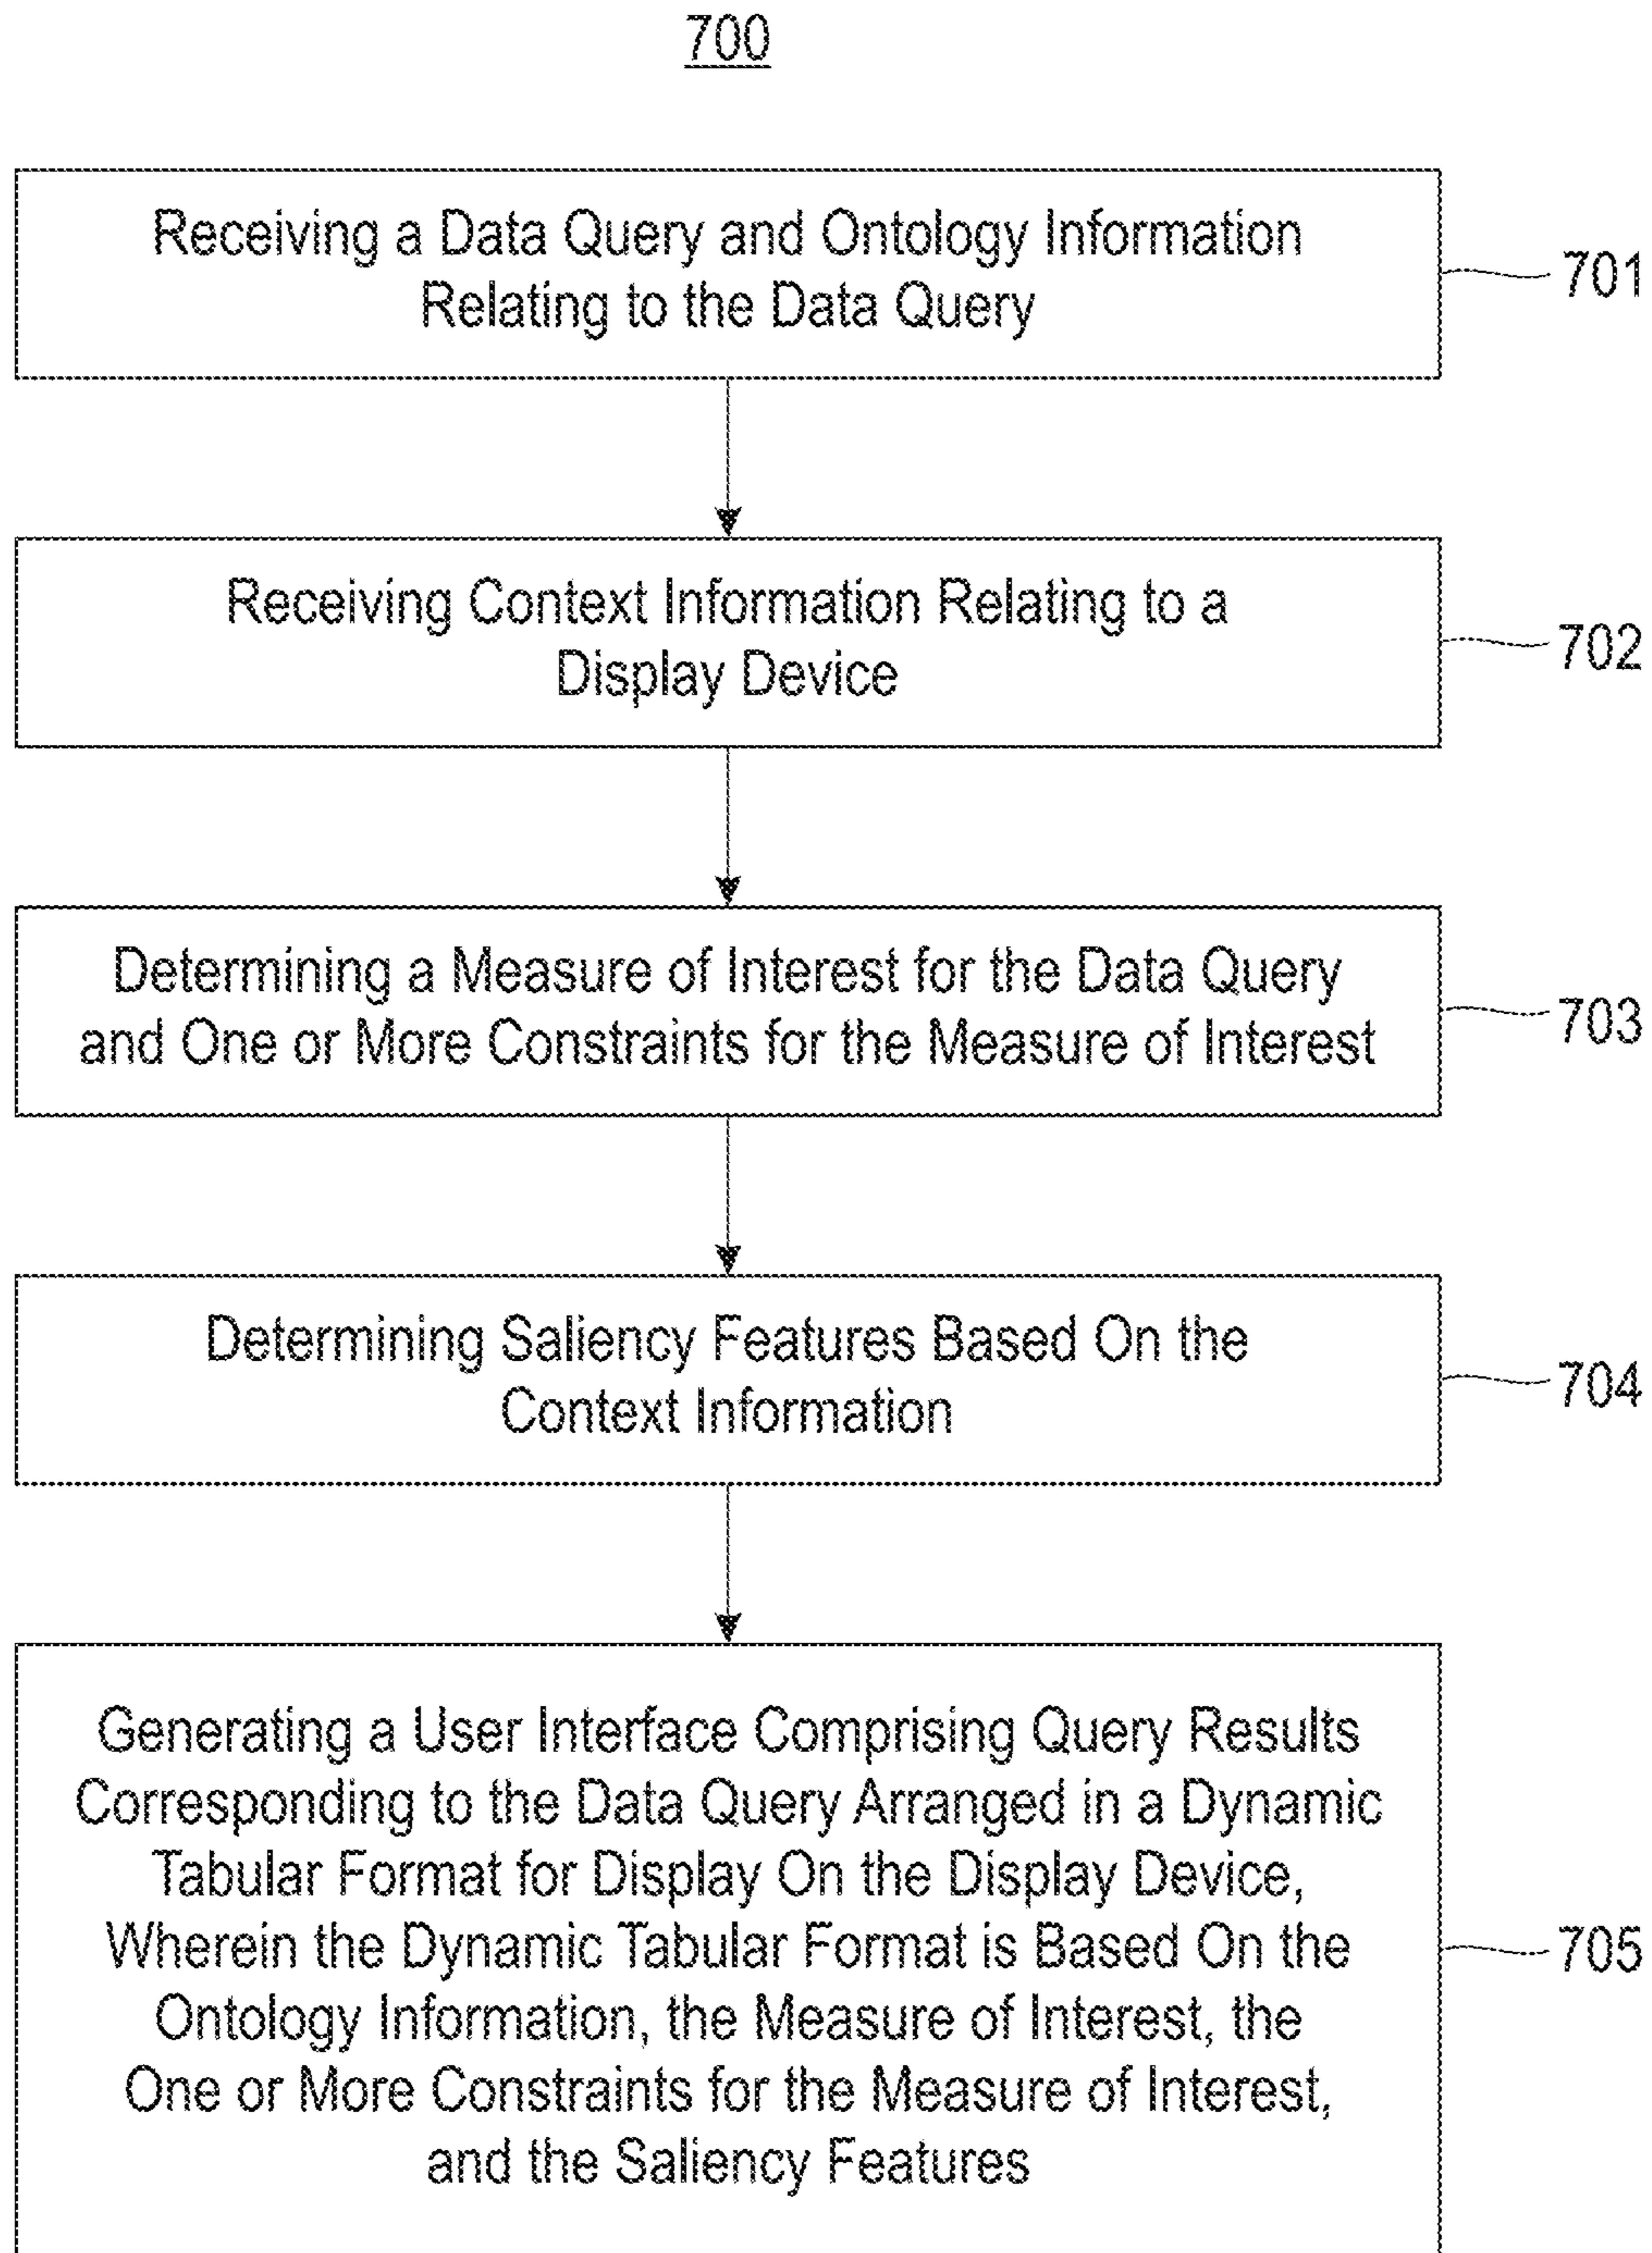 700
Receiving a Data Query and Ontology Information
Relating to the Data Query
701
Receiving Context Information Relating to a
Display Device
702
Determining a Measure of Interest for the Data Query
and One or More Constraints for the Measure of Interest
703
Determining Saliency Features Based On the
Context Information
704
Generating a User Interface Comprising Query Results
Corresponding to the Data Query Arranged in a Dynamic
Tabular Format for Display On the Display Device,
Wherein the Dynamic Tabular Format is Based On the
Ontology Information, the Measure of Interest, the
One or More Constraints for the Measure of Interest,
and the Saliency Features
705